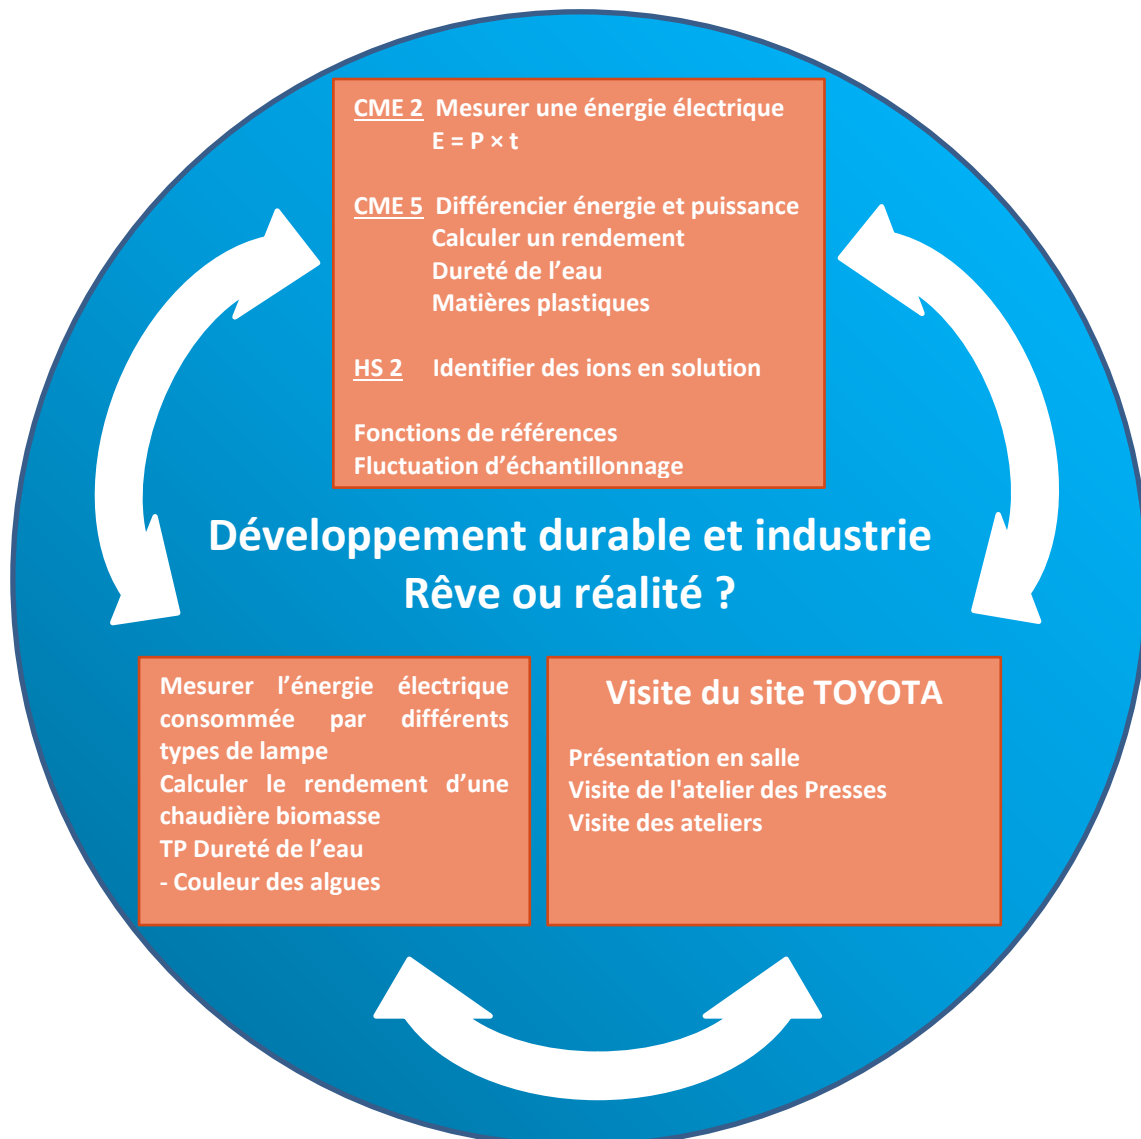 CME 2 Mesurer une énergie électrique
E = P × t
CME 5 Différencier énergie et puissance
Calculer un rendement
Dureté de l’eau
Matières plastiques
HS 2 Identifier des ions en solution
Fonctions de références
Fluctuation d’échantillonnage
Développement durable et industrie
Rêve ou réalité ?
Mesurer l’énergie électrique
consommée par différents
types de lampe
Calculer le rendement d’une
chaudière biomasse
TP Dureté de l’eau
- Couleur des algues
Visite du site TOYOTA
Présentation en salle
Visite de l'atelier des Presses
Visite des ateliers